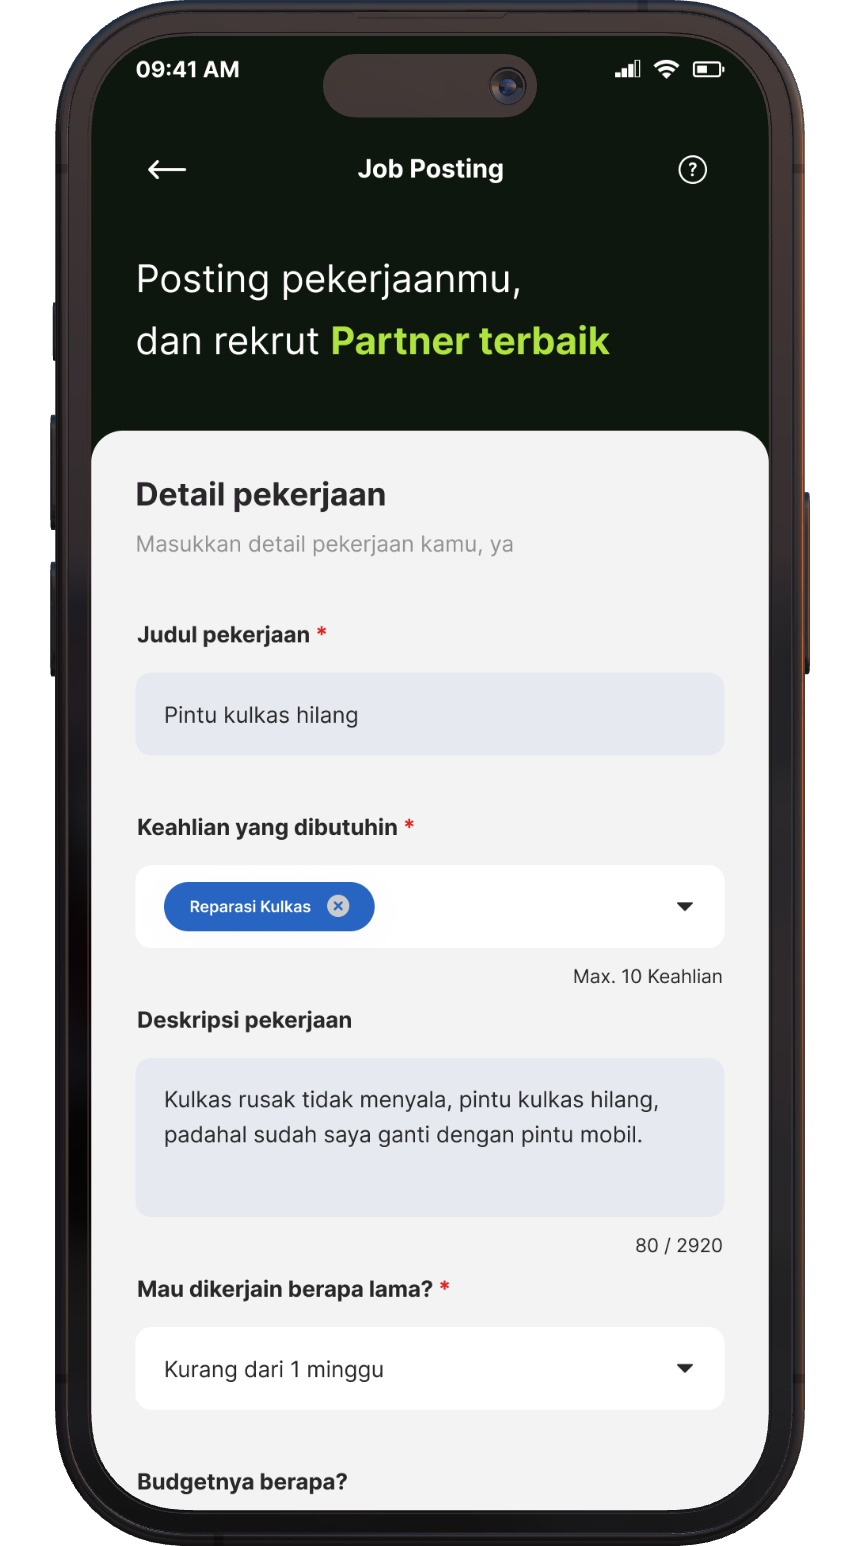 09:41 AM
Job Posting
?
Posting pekerjaanmu,
dan rekrut Partner terbaik
Detail pekerjaan
Masukkan detail pekerjaan kamu, ya
Judul pekerjaan *
Pintu kulkas hilang
Keahlian yang dibutuhin *
Reparasi Kulkas
Max. 10 Keahlian
Deskripsi pekerjaan
Kulkas rusak tidak menyala, pintu kulkas hilang,
padahal sudah saya ganti dengan pintu mobil.
80 / 2920
Mau dikerjain berapa lama? *
Kurang dari 1 minggu
Budgetnya berapa?